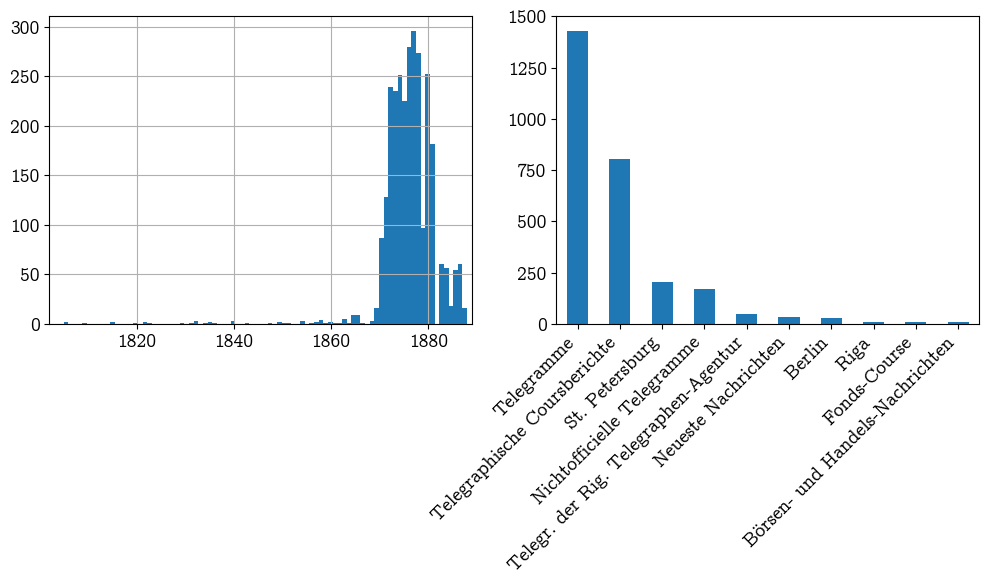 300
250
200
150
100
50
0
1820
1840
1860
1880
1500
1250
1000
750
500
250
0
Telegramme
Telegraphische Coursberichte
St. Petersburg
Nichtofficielle Telegramme
Telegr. der Rig. Telegraphen-Agentur
Neueste Nachrichten
Berlin
Riga
Fonds-Course
Börsen- und Handels-Nachrichten